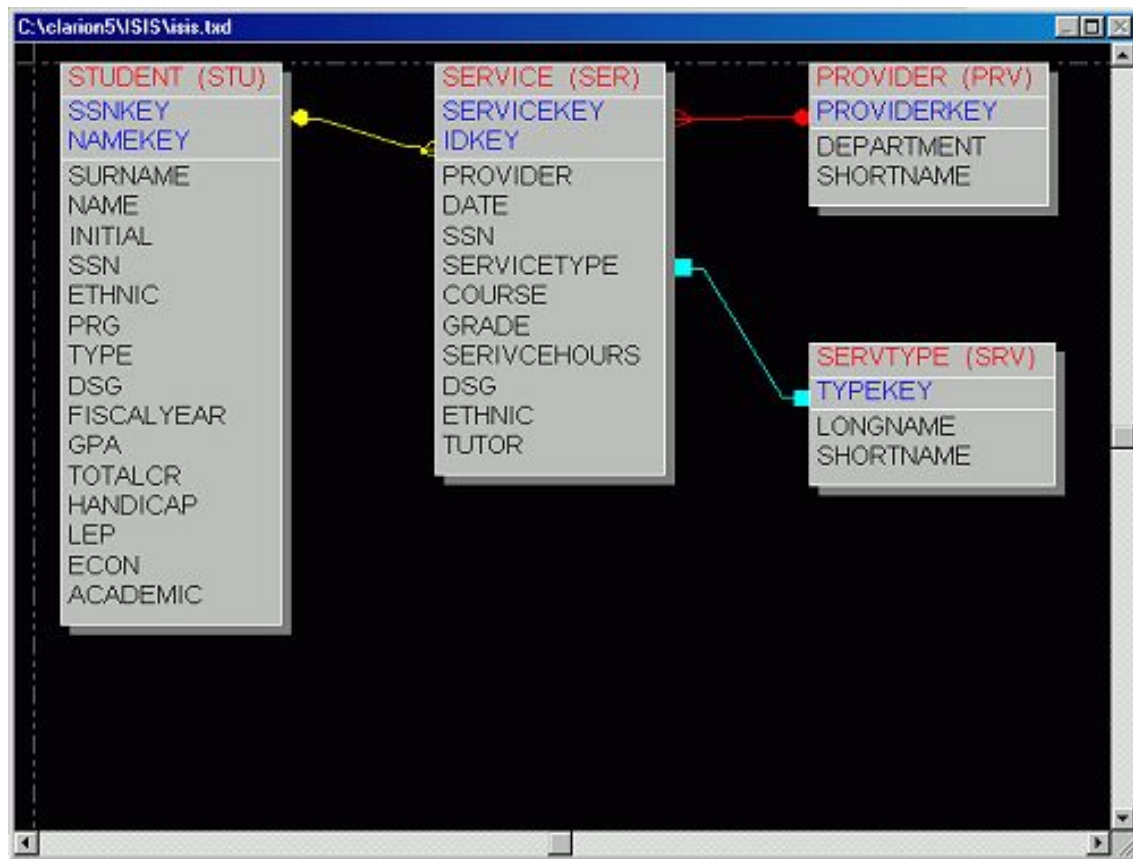 C:\clarion5\ISIS\isis.txd
STUDENT (STU)
SSNKEY
NAMEKEY
SURNAME
NAME
INITIAL
SSN
ETHNIC
PRG
TYPE
DSG
FISCALYEAR
GPA
TOTALCR
HANDICAP
LEP
ECON
ACADEMIC
SERVICE (SER)
SERVICEKEY
IDKEY
PROVIDER
DATE
SSN
SERVICETYPE
COURSE
GRADE
SERIVCEHOURS
DSG
ETHNIC
TUTOR
PROVIDER (PRV)
PROVIDERKEY
DEPARTMENT
SHORTNAME
SERVTYPE (SRV)
TYPEKEY
LONGNAME
SHORTNAME